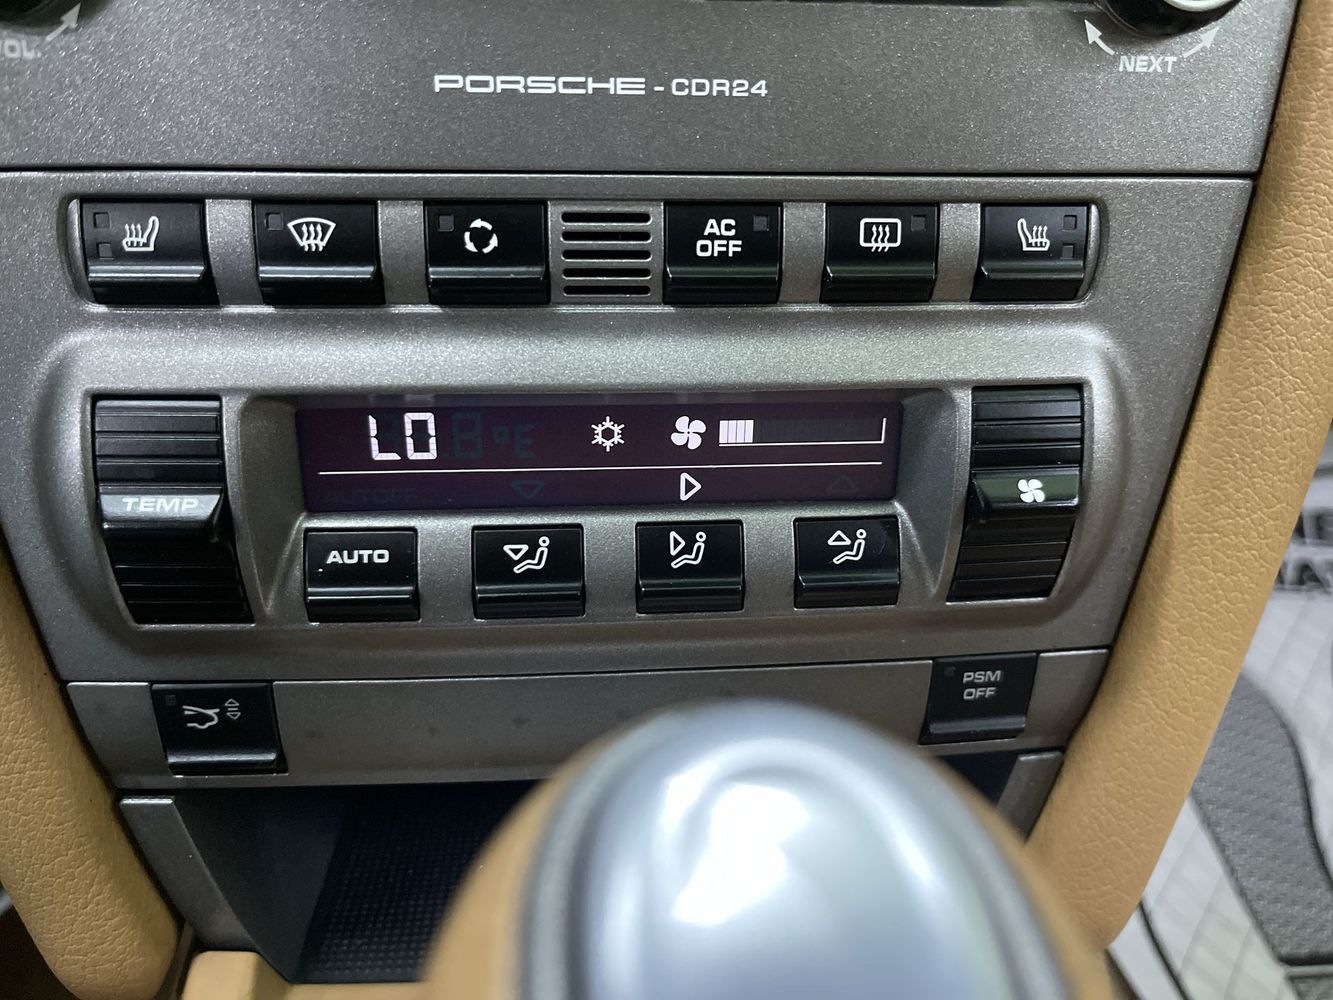 VOL.
PORSCHE - CDR24
NEXT
AC
OFF
LO
TEMP
AUTO
PSM
OFF